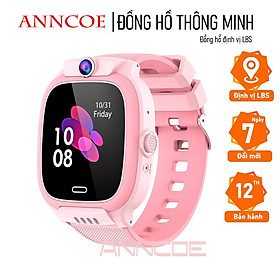 ANNCOE | ĐỒNG HỒ THÔNG MINH
Đồng hồ định vị LBS
10/31
Friday
10
08
Định vị LBS
Ngày
7
Đổi mới
TH
12
Bảo hành
ANNCOE